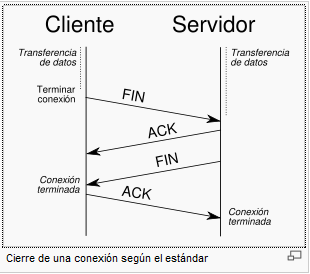 Cliente Servidor
Transferencia de datos
Transferencia de datos
Terminar conexión
FIN
ACK
FIN
Conexión terminada
ACK
Conexión terminada
Cierre de una conexión según el estándar